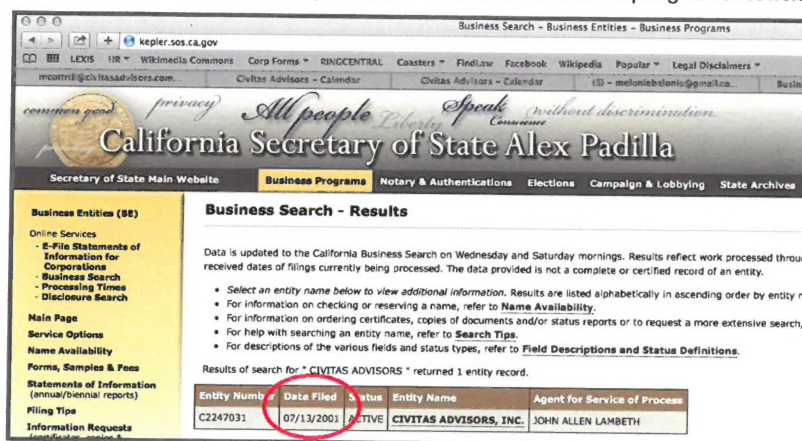 Business Search - Business Entities - Business Programs
kepler.sos.ca.gov
LEXIS HR Wikimedia Commons Corp Forms RINGCENTRAL Coasters FindLaw Facebook Wikipedia Popular Legal Disclaimers
Civitas Advisors - Calendar Civitas Advisors - Calendar
common good privacy All people Liberty Speak Conscience without discrimination
California Secretary of State Alex Padilla
Secretary of State Main Website Business Programs Notary & Authentications Elections Campaign & Lobbying State Archives
Business Entities (BE)
Online Services
- E-File Statements of
Information for
Corporations
- Business Search
- Processing Times
- Disclosure Search
Main Page
Service Options
Name Availability
Forms, Samples & Fees
Statements of Information
(annual/biennial reports)
Filing Tips
Information Requests
(certificates, copies &
Business Search - Results
Data is updated to the California Business Search on Wednesday and Saturday mornings. Results reflect work processed throu
received dates of filings currently being processed. The data provided is not a complete or certified record of an entity.
• Select an entity name below to view additional information. Results are listed alphabetically in ascending order by entity n
• For information on checking or reserving a name, refer to Name Availability.
• For information on ordering certificates, copies of documents and/or status reports or to request a more extensive search,
• For help with searching an entity name, refer to Search Tips.
• For descriptions of the various fields and status types, refer to Field Descriptions and Status Definitions.
Results of search for " CIVITAS ADVISORS " returned 1 entity record.
Entity Number Date Filed Status Entity Name Agent for Service of Process
C2247031 07/13/2001 ACTIVE CIVITAS ADVISORS, INC. JOHN ALLEN LAMBETH